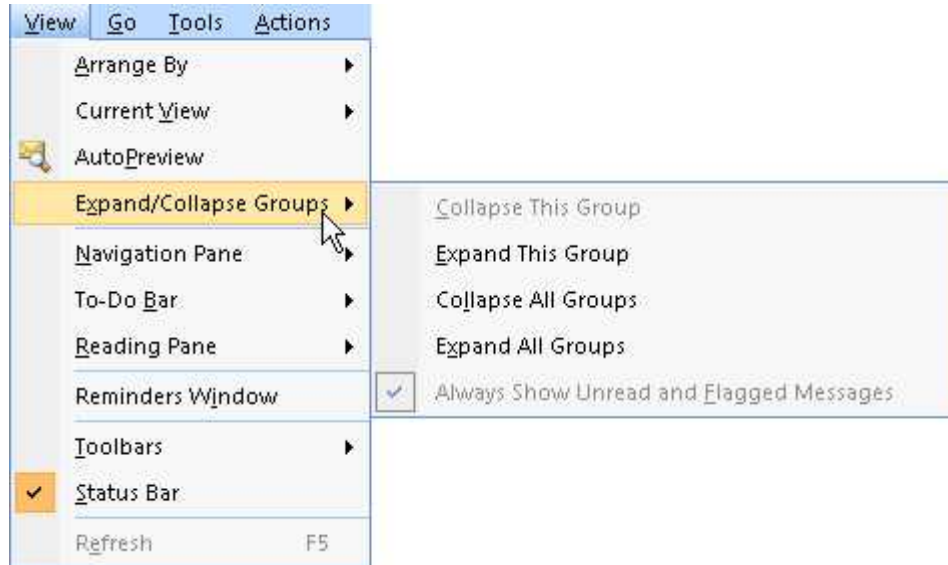 View Go Tools Actions
Arrange By
Current View
AutoPreview
Expand/Collapse Groups
Collapse This Group
Expand This Group
Collapse All Groups
Expand All Groups
Always Show Unread and Flagged Messages
Navigation Pane
To-Do Bar
Reading Pane
Reminders Window
Toolbars
Status Bar
Refresh F5